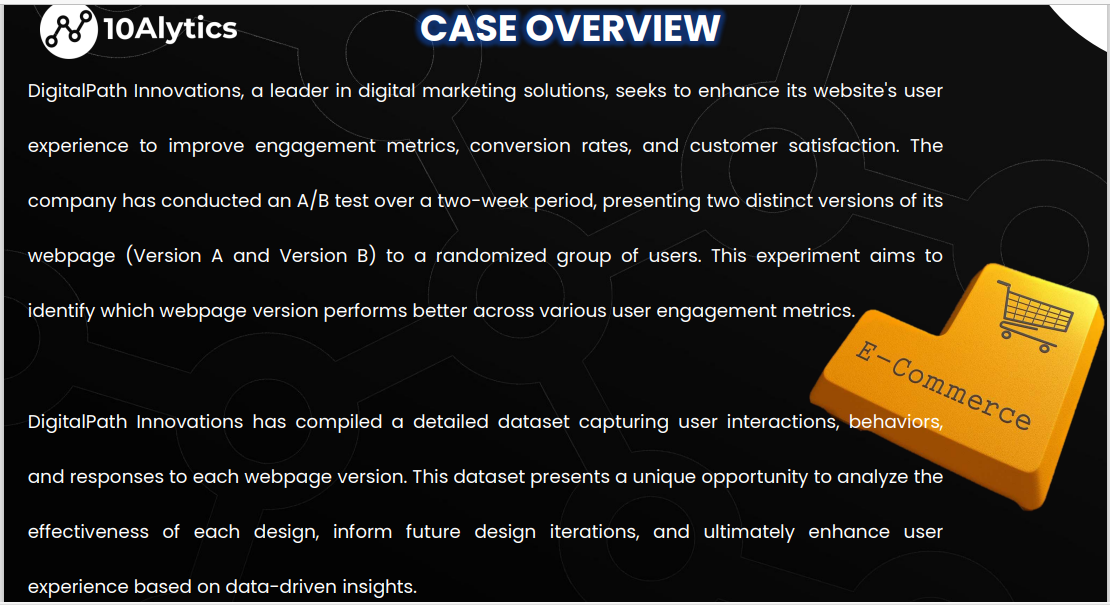 10Alytics
CASE OVERVIEW
DigitalPath Innovations, a leader in digital marketing solutions, seeks to enhance its website's user
experience to improve engagement metrics, conversion rates, and customer satisfaction. The
company has conducted an A/B test over a two-week period, presenting two distinct versions of its
webpage (Version A and Version B) to a randomized group of users. This experiment aims to
identify which webpage version performs better across various user engagement metrics.
E-Commerce
DigitalPath Innovations has compiled a detailed dataset capturing user interactions, behaviors,
and responses to each webpage version. This dataset presents a unique opportunity to analyze the
effectiveness of each design, inform future design iterations, and ultimately enhance user
experience based on data-driven insights.